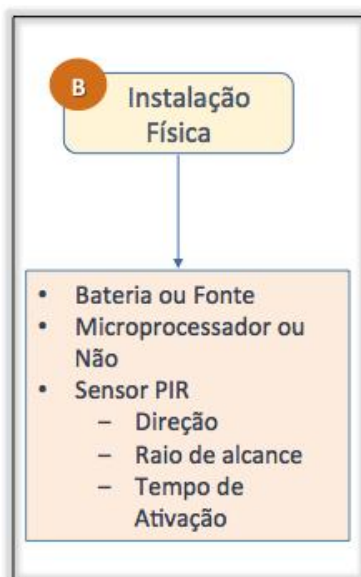 B
Instalação
Física
• Bateria ou Fonte
• Microprocessador ou
Não
• Sensor PIR
– Direção
– Raio de alcance
– Tempo de
Ativação